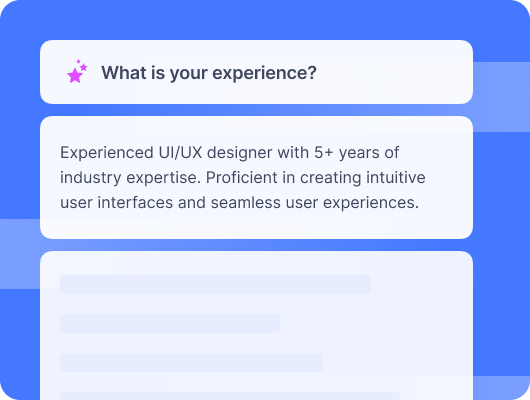 What is your experience?
Experienced UI/UX designer with 5+ years of
industry expertise. Proficient in creating intuitive
user interfaces and seamless user experiences.